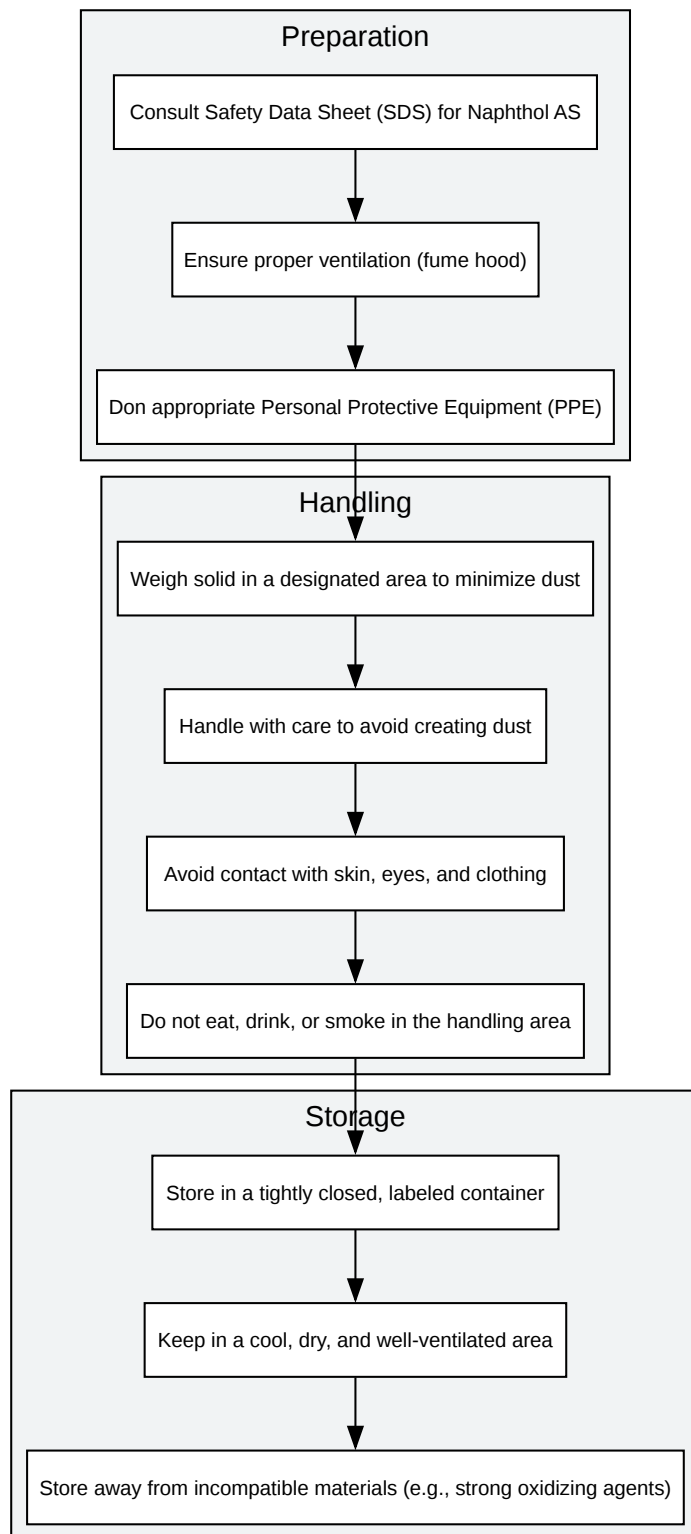 Preparation
Consult Safety Data Sheet (SDS) for Naphthol AS
Ensure proper ventilation (fume hood)
Don appropriate Personal Protective Equipment (PPE)
Handling
Weigh solid in a designated area to minimize dust
Handle with care to avoid creating dust
Avoid contact with skin, eyes, and clothing
Do not eat, drink, or smoke in the handling area
Storage
Store in a tightly closed, labeled container
Keep in a cool, dry, and well-ventilated area
Store away from incompatible materials (e.g., strong oxidizing agents)